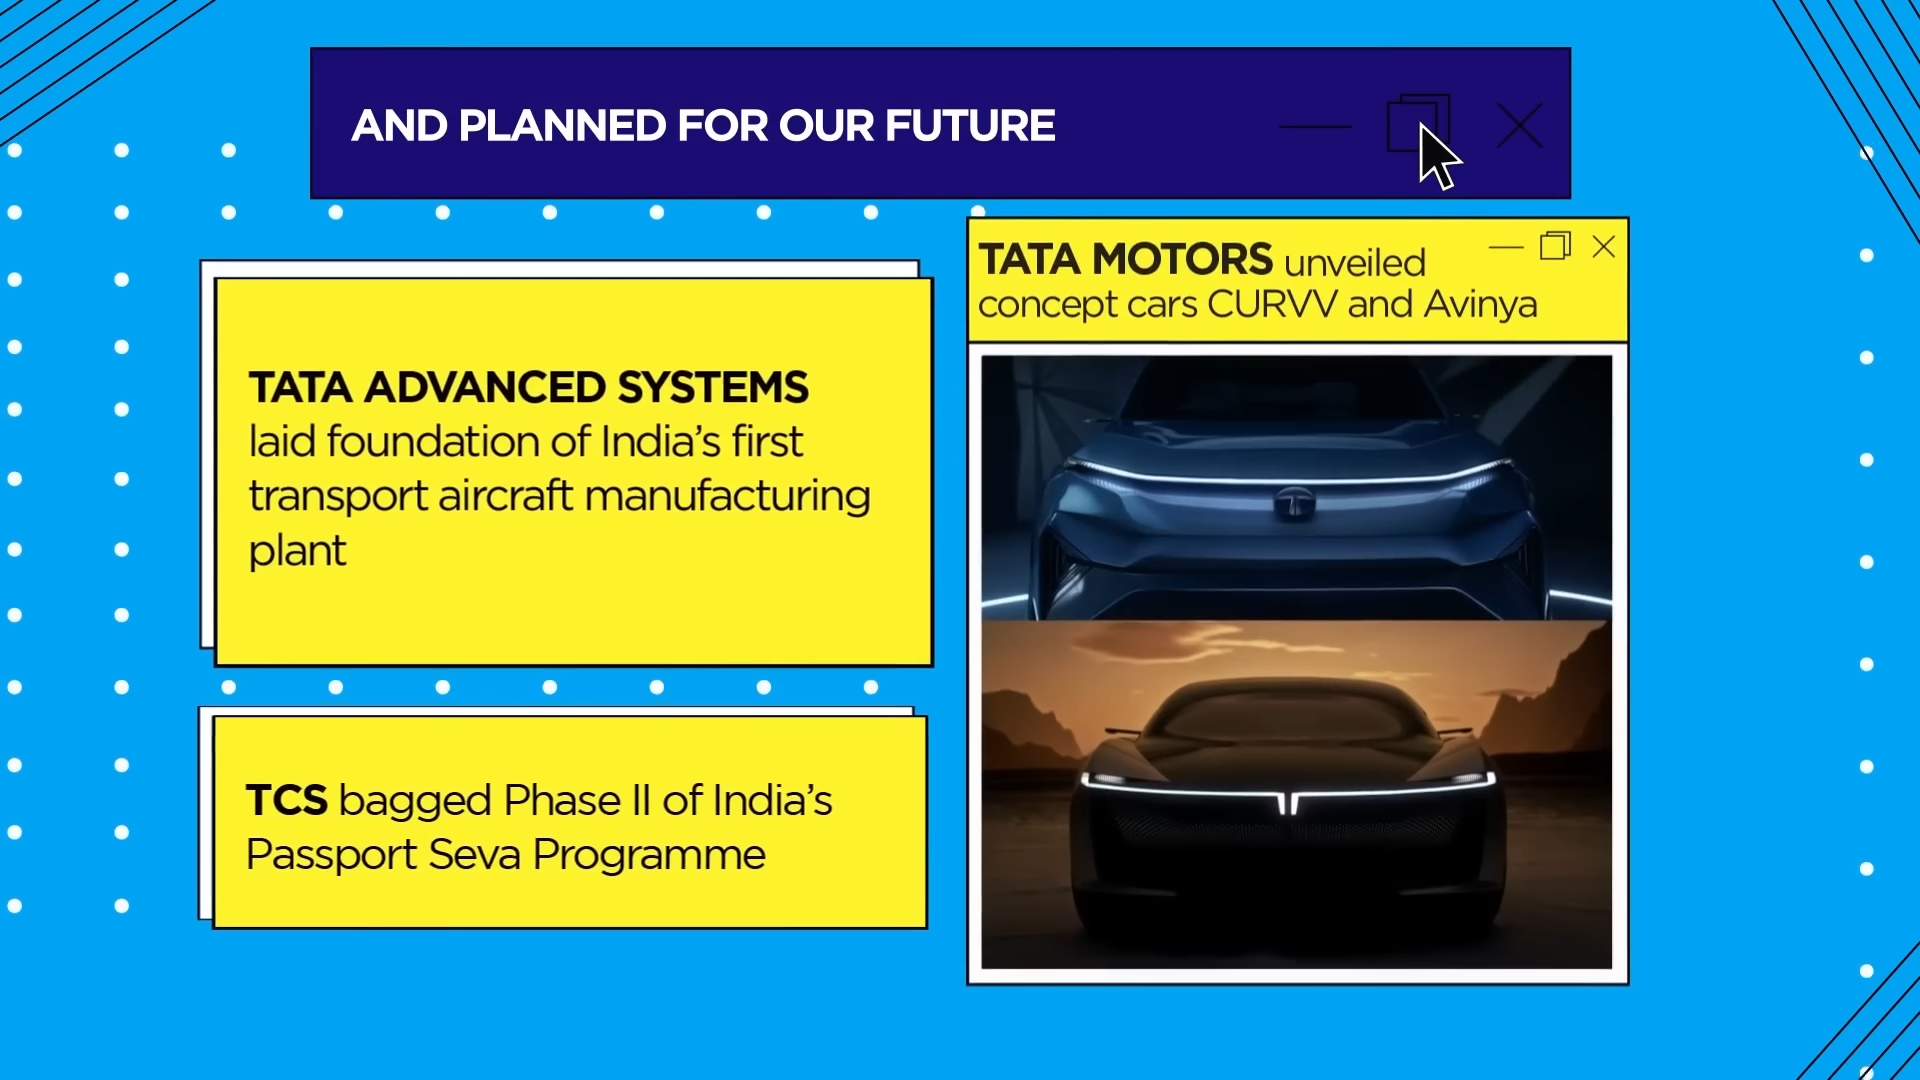 AND PLANNED FOR OUR FUTURE
TATA ADVANCED SYSTEMS
laid foundation of India’s first
transport aircraft manufacturing
plant
TCS bagged Phase II of India’s
Passport Seva Programme
TATA MOTORS unveiled
concept cars CURVV and Avinya